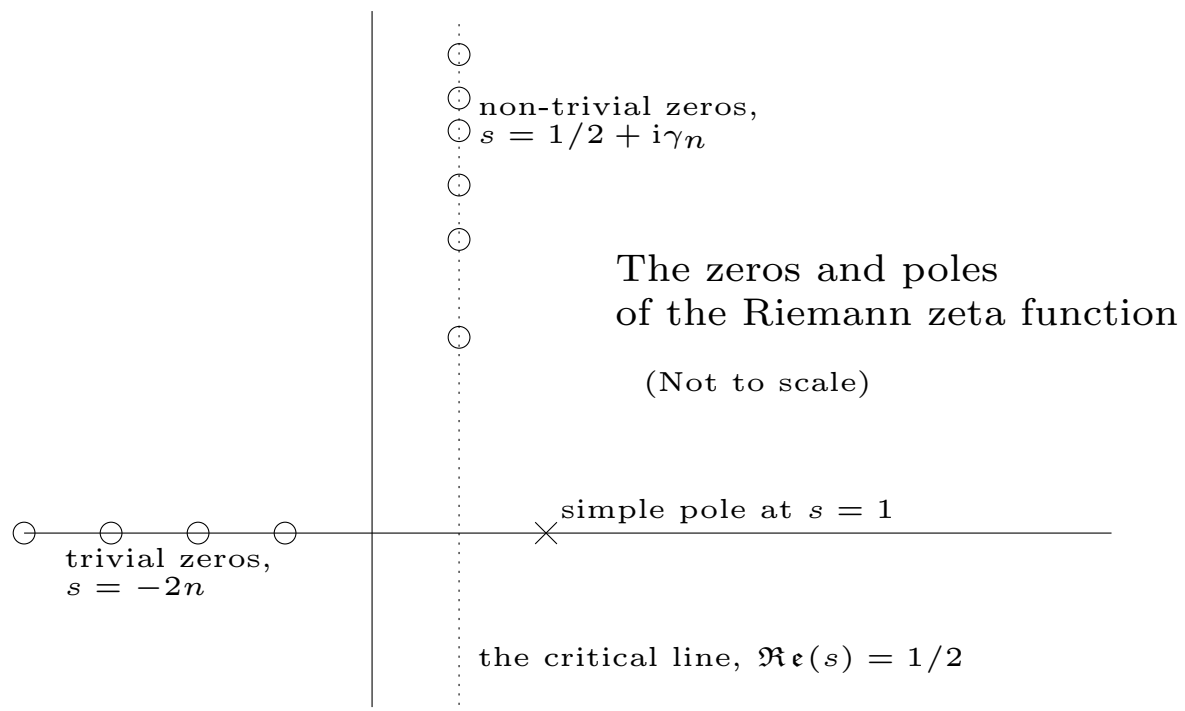 non-trivial zeros,
s = 1/2 + iγn
The zeros and poles
of the Riemann zeta function
(Not to scale)
simple pole at s = 1
trivial zeros,
s = −2n
the critical line, ℜ𝔢(s) = 1/2